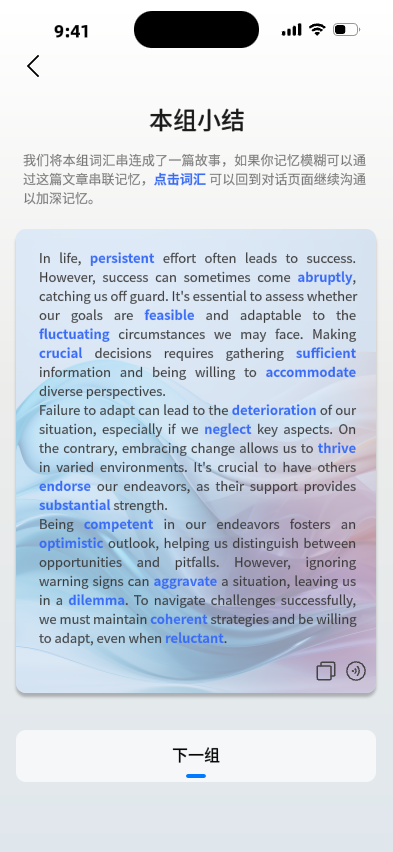 9:41
本组小结
我们将本组词汇串连成了一篇故事，如果你记忆模糊可以通
过这篇文章串联记忆，点击词汇 可以回到对话页面继续沟通
以加深记忆。
In life, persistent effort often leads to success.
However, success can sometimes come abruptly,
catching us off guard. It's essential to assess whether
our goals are feasible and adaptable to the
fluctuating circumstances we may face. Making
crucial decisions requires gathering sufficient
information and being willing to accommodate
diverse perspectives.
Failure to adapt can lead to the deterioration of our
situation, especially if we neglect key aspects. On
the contrary, embracing change allows us to thrive
in varied environments. It's crucial to have others
endorse our endeavors, as their support provides
substantial strength.
Being competent in our endeavors fosters an
optimistic outlook, helping us distinguish between
opportunities and pitfalls. However, ignoring
warning signs can aggravate a situation, leaving us
in a dilemma. To navigate challenges successfully,
we must maintain coherent strategies and be willing
to adapt, even when reluctant.
下一组